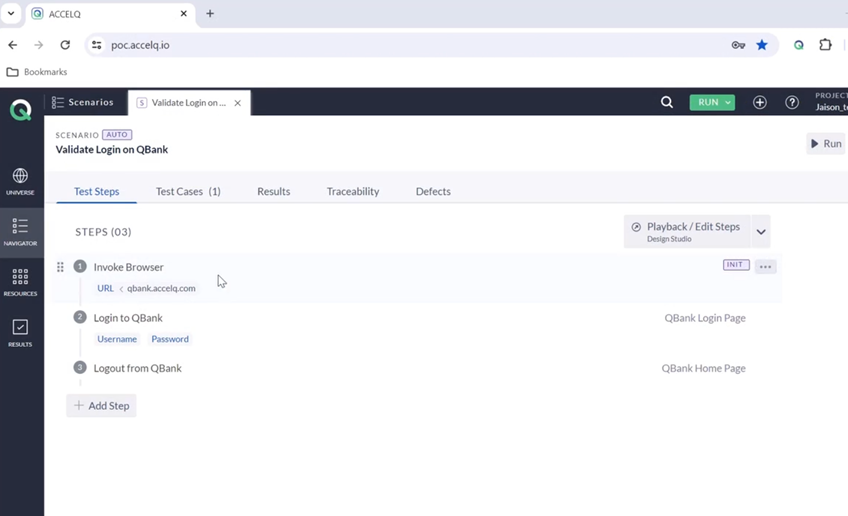 ACCELQ
poc.accelq.io
Bookmarks
Scenarios
S Validate Login on ...
RUN
PROJECT
Jaison_t
SCENARIO AUTO
Validate Login on QBank
Run
UNIVERSE
NAVIGATOR
RESOURCES
RESULTS
Test Steps Test Cases (1) Results Traceability Defects
STEPS (03)
Playback / Edit Steps
Design Studio
1 Invoke Browser INIT
URL < qbank.accelq.com
2 Login to QBank QBank Login Page
Username Password
3 Logout from QBank QBank Home Page
+ Add Step